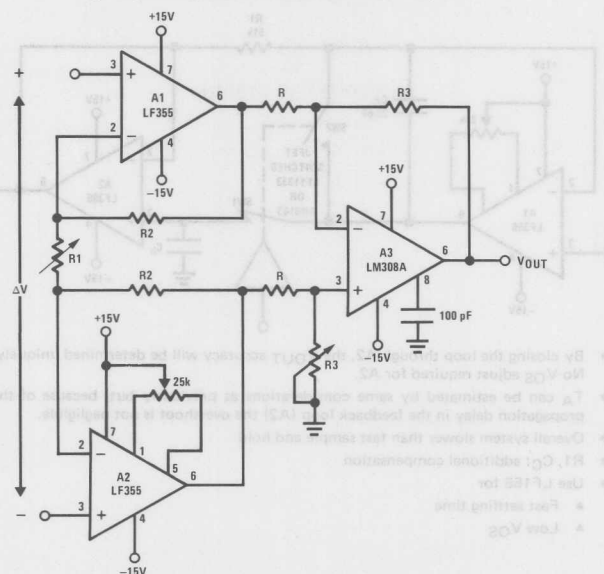 +15V
3
7
+
A1
LF355
6
R
R3
2
−
4
−15V
R2
+15V
2
7
−
A3
LM308A
6
VOUT
R1
R2
R
3
+
8
4
−15V
100 pF
ΔV
+15V
25k
R3
7
1
5
2
−
A2
LF355
6
3
+
4
−15V
+
−
By closing the loop through A2, the VOUT accuracy will be determined uniquely
No VOS adjust required for A2.
TA can be estimated by same considerations as previously but, because of the
propagation delay in the feedback loop (A2) the overshoot is not negligible.
Overall system slower than fast sample and hold
R1, CC: additional compensation
Use LF156 for
Fast settling time
Low VOS